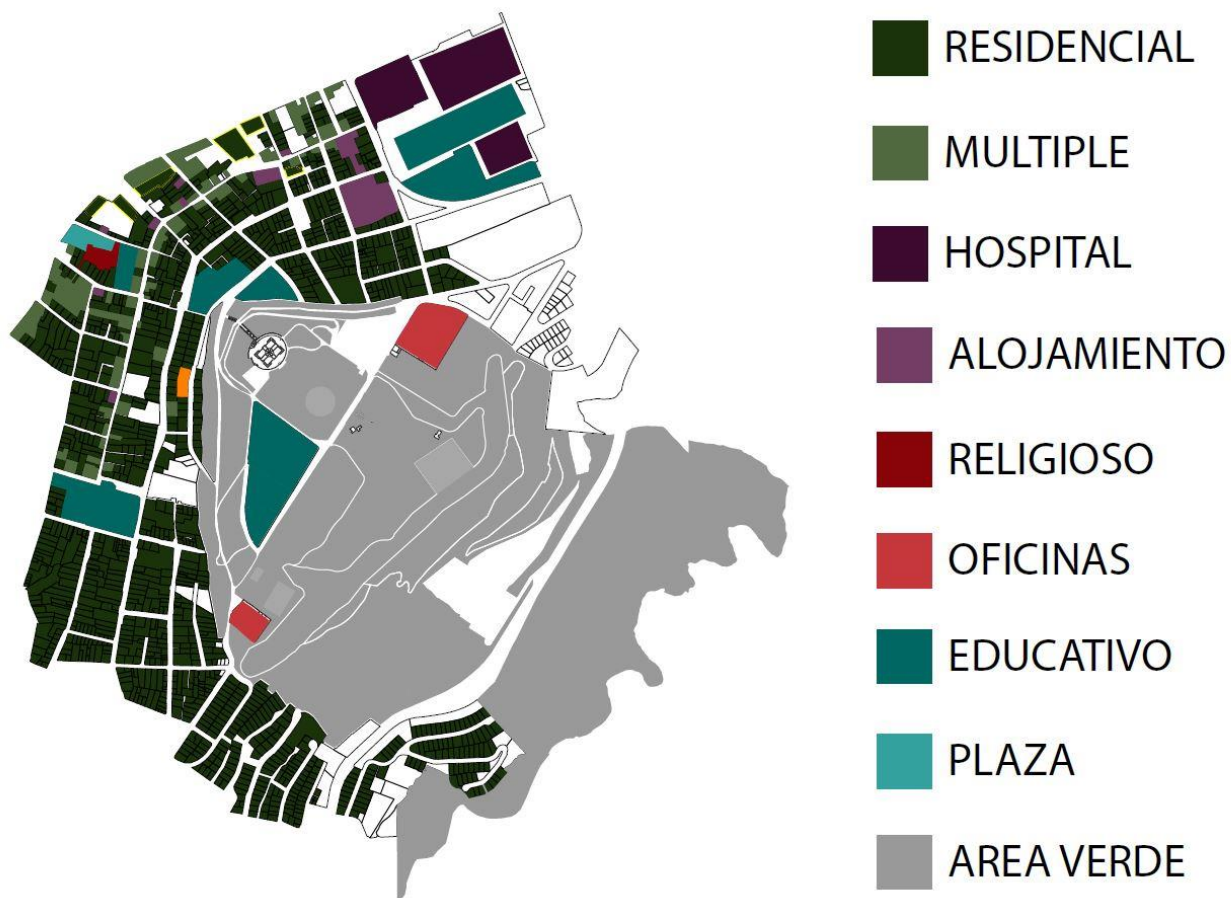 RESIDENCIAL
MULTIPLE
HOSPITAL
ALOJAMIENTO
RELIGIOSO
OFICINAS
EDUCATIVO
PLAZA
AREA VERDE